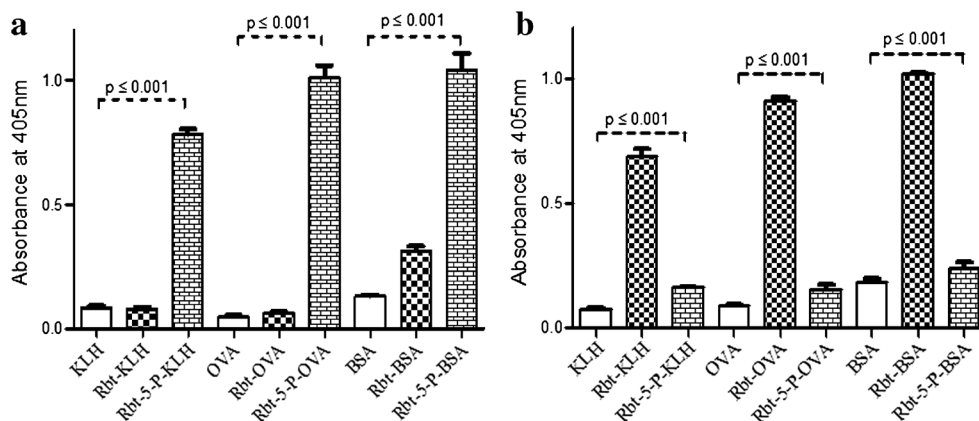 a
Absorbance at 405nm
1.0
0.5
0.0
p ≤ 0.001
p ≤ 0.001
p ≤ 0.001
KLH
Rbt-KLH
Rbt-5-P-KLH
OVA
Rbt-OVA
Rbt-5-P-OVA
BSA
Rbt-BSA
Rbt-5-P-BSA
b
Absorbance at 405nm
1.0
0.5
0.0
p ≤ 0.001
p ≤ 0.001
p ≤ 0.001
KLH
Rbt-KLH
Rbt-5-P-KLH
OVA
Rbt-OVA
Rbt-5-P-OVA
BSA
Rbt-BSA
Rbt-5-P-BSA